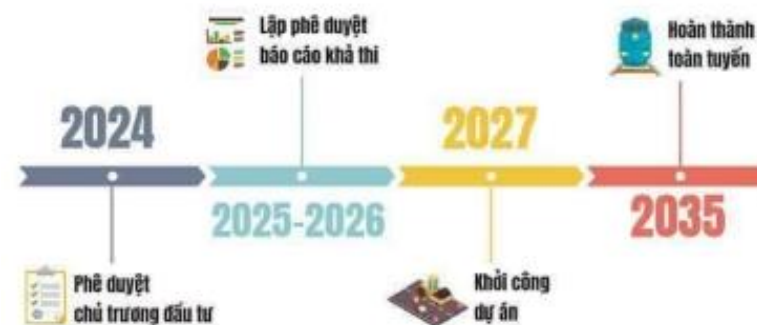 2024
Phê duyệt
chủ trương đầu tư
Lập phê duyệt
báo cáo khả thi
2025-2026
2027
Khởi công
dự án
Hoàn thành
toàn tuyến
2035